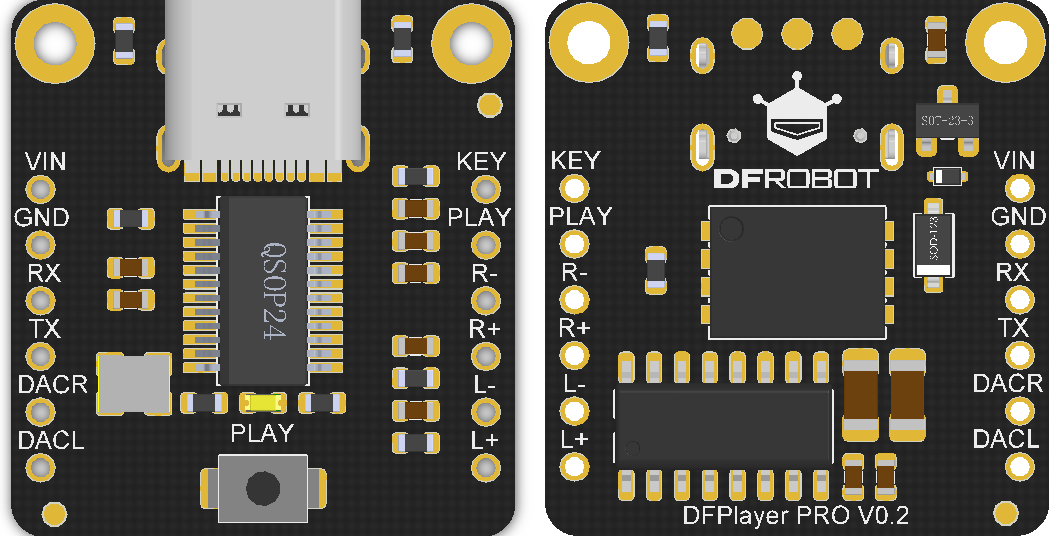 VIN
GND
RX
TX
DACR
DACL
QSOP24
PLAY
KEY
PLAY
R-
R+
L-
L+
KEY
PLAY
R-
R+
L-
L+
DFROBOT
SOT-23-3
SOD-123
DFPlayer PRO V0.2
VIN
GND
RX
TX
DACR
DACL